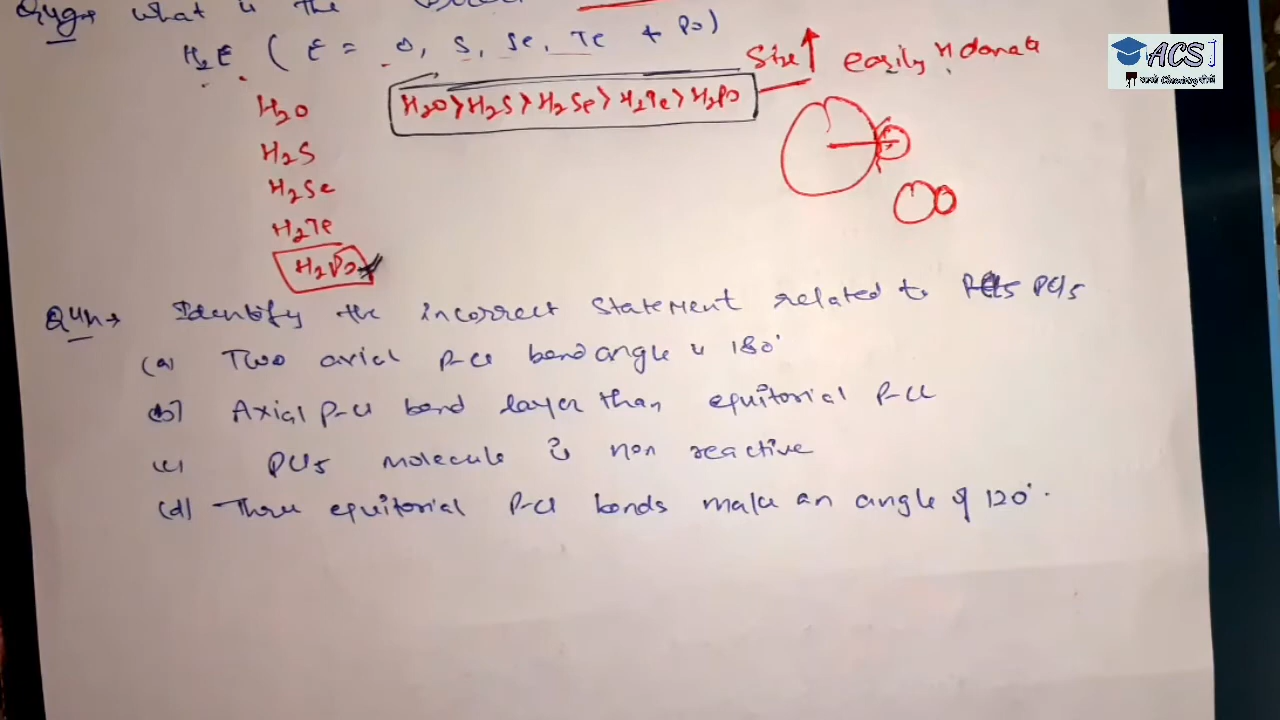 what is the
H₂E ( E = O, S, Se, Te + Po)
Size ↑ easily H donate
H₂O > H₂S > H₂Se > H₂Te > H₂Po
H₂O
H₂S
H₂Se
H₂Te
H₂Po
Identify the incorrect statement related to PCl5
(a) Two axial P-Cl bond angle is 180°
(b) Axial P-Cl bond layer than equitorial P-Cl
(c) PCl5 molecule is non reactive
(d) Three equitorial P-Cl bonds make an angle of 120°.
ACS